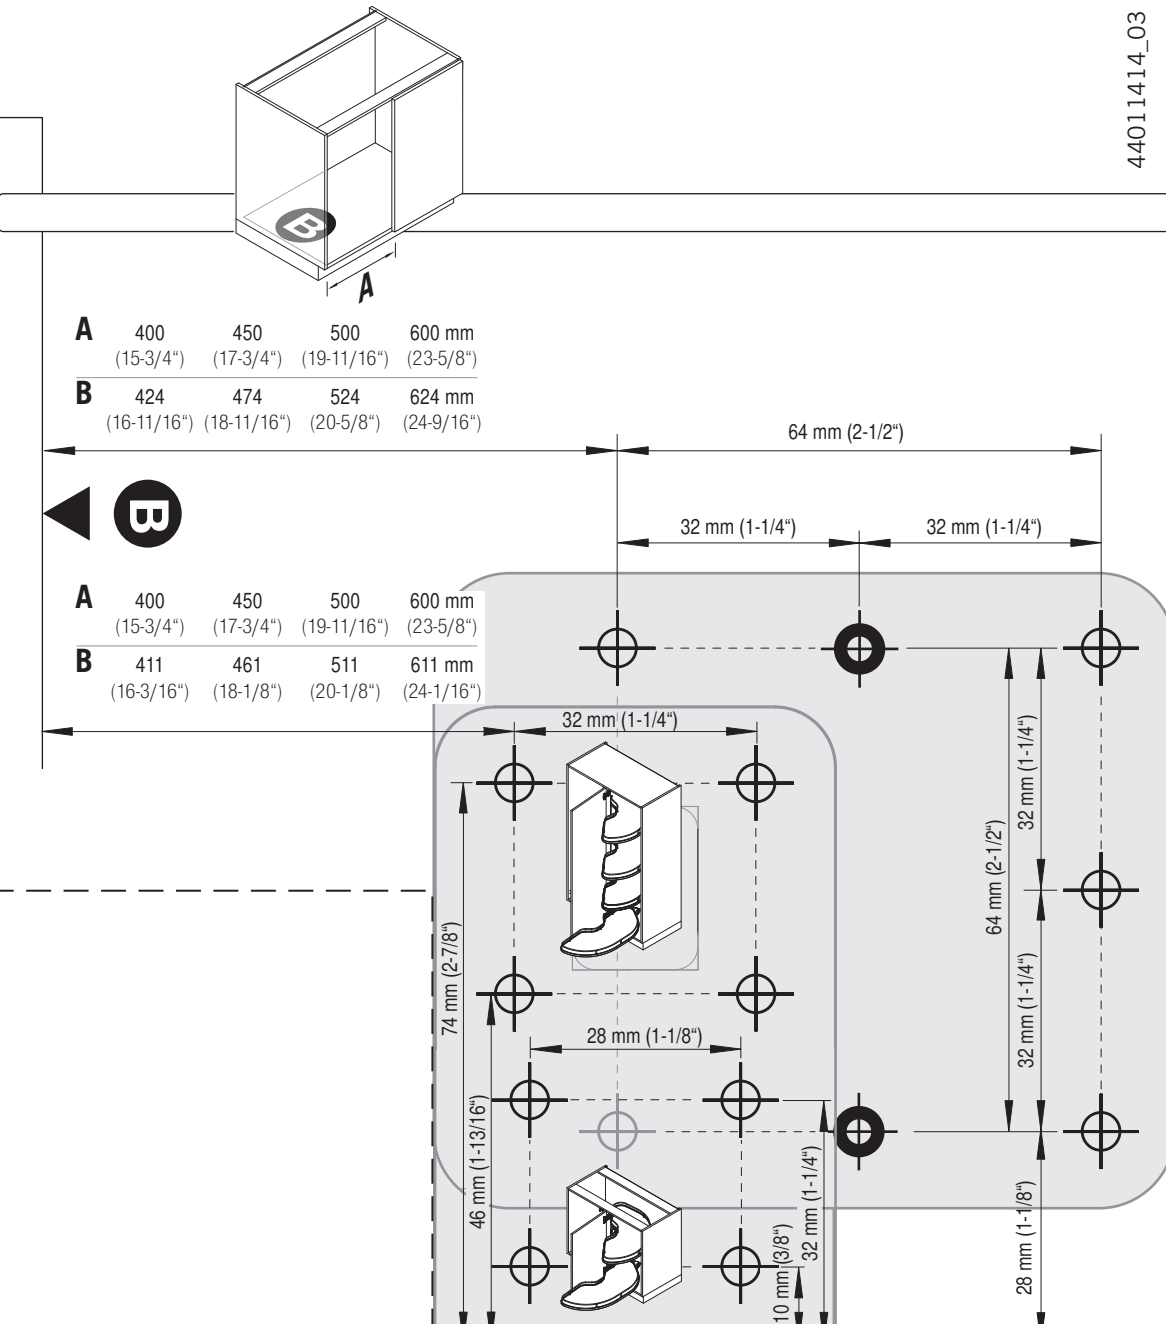 44011414_03
B
A
A 400 450 500 600 mm
(15-3/4“) (17-3/4“) (19-11/16“) (23-5/8“)
B 424 474 524 624 mm
(16-11/16“) (18-11/16“) (20-5/8“) (24-9/16“)
64 mm (2-1/2“)
B
32 mm (1-1/4“) 32 mm (1-1/4“)
A 400 450 500 600 mm
(15-3/4“) (17-3/4“) (19-11/16“) (23-5/8“)
B 411 461 511 611 mm
(16-3/16“) (18-1/8“) (20-1/8“) (24-1/16“)
32 mm (1-1/4“)
32 mm (1-1/4“)
64 mm (2-1/2“)
74 mm (2-7/8“)
32 mm (1-1/4“)
28 mm (1-1/8“)
46 mm (1-13/16“)
32 mm (1-1/4“)
28 mm (1-1/8“)
10 mm (3/8“)